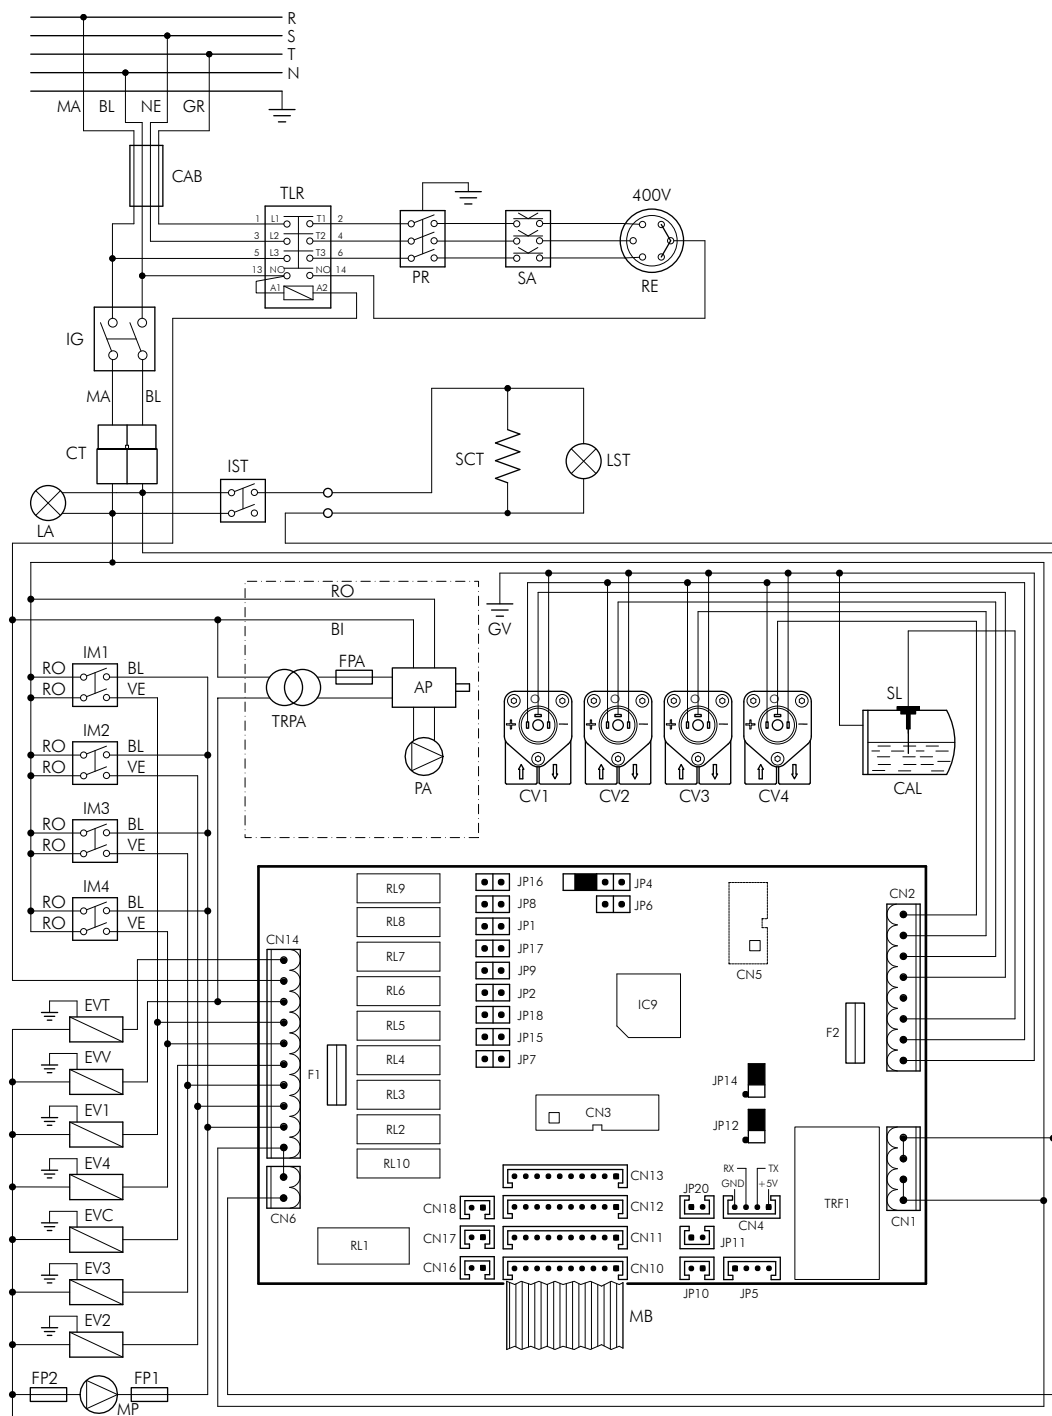 R
S
T
N
MA BL NE GR
CAB
TLR
400V
1 L1 T1 2
3 L2 T2 4
5 L3 T3 6
13 NO NO 14
A1 A2
PR
SA
RE
IG
MA BL
CT
IST
SCT
LST
LA
RO
BI
GV
FPA
AP
TRPA
PA
IM1
RO BL
RO VE
IM2
RO BL
RO VE
IM3
RO BL
RO VE
IM4
RO BL
RO VE
SL
CV1
CV2
CV3
CV4
CAL
+ −
+ −
+ −
+ −
RL9
RL8
RL7
RL6
RL5
RL4
RL3
RL2
RL10
RL1
JP16
JP8
JP1
JP17
JP9
JP2
JP18
JP15
JP7
JP4
JP6
CN5
CN2
CN14
IC9
F2
F1
CN3
JP14
JP12
CN13
CN12
CN11
CN10
CN18
CN17
CN16
JP20
JP11
JP10
JP5
RX TX
GND +5V
CN4
TRF1
CN1
CN6
MB
EVT
EVV
EV1
EV4
EVC
EV3
EV2
FP2
FP1
MP